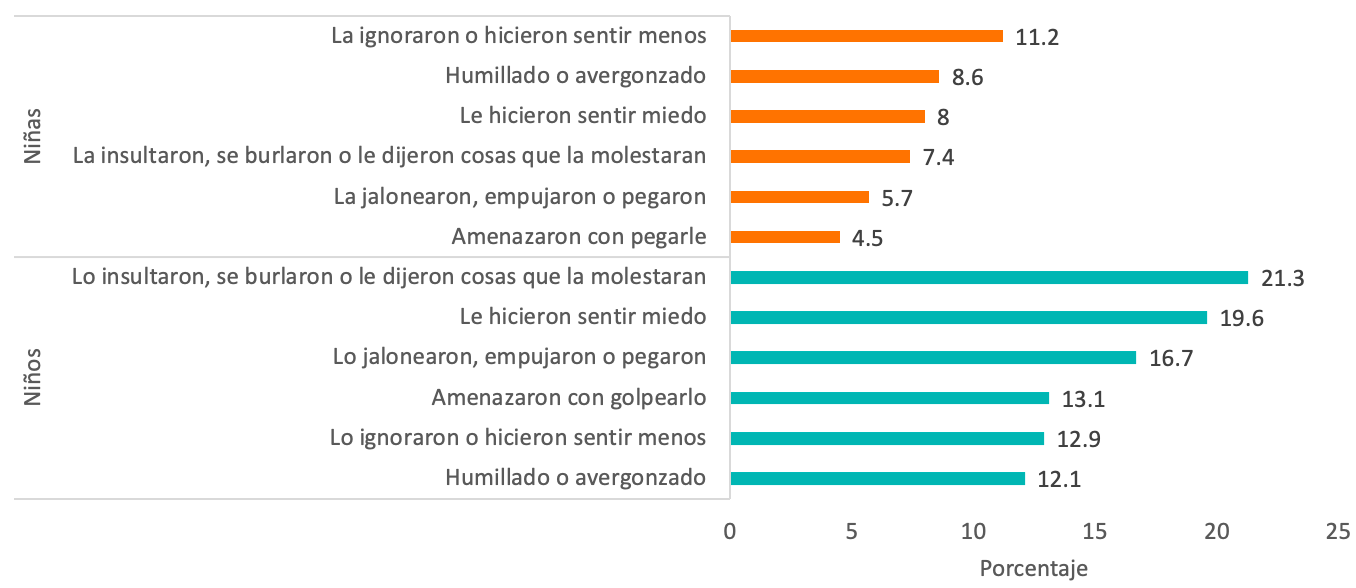 Niñas
La ignoraron o hicieron sentir menos 11.2
Humillado o avergonzado 8.6
Le hicieron sentir miedo 8
La insultaron, se burlaron o le dijeron cosas que la molestaran 7.4
La jalonearon, empujaron o pegaron 5.7
Amenazaron con pegarle 4.5
Niños
Lo insultaron, se burlaron o le dijeron cosas que la molestaran 21.3
Le hicieron sentir miedo 19.6
Lo jalonearon, empujaron o pegaron 16.7
Amenazaron con golpearlo 13.1
Lo ignoraron o hicieron sentir menos 12.9
Humillado o avergonzado 12.1
0 5 10 15 20 25
Porcentaje